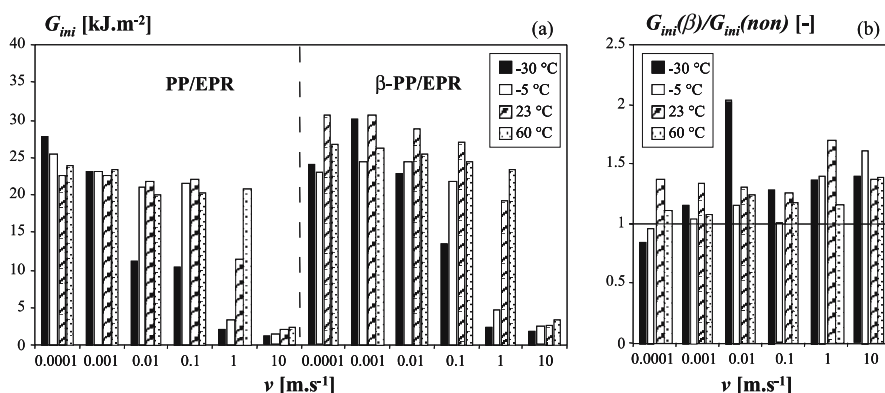 G_ini [kJ.m⁻²]
(a)
40
35
30
25
20
15
10
5
0
PP/EPR
β-PP/EPR
-30 °C
-5 °C
23 °C
60 °C
0.0001 0.001 0.01 0.1 1 10 0.0001 0.001 0.01 0.1 1 10
v [m.s⁻¹]
G_ini(β)/G_ini(non) [-]
(b)
2.5
2
1.5
1
0.5
0
-30 °C
-5 °C
23 °C
60 °C
0.0001 0.001 0.01 0.1 1 10
v [m.s⁻¹]